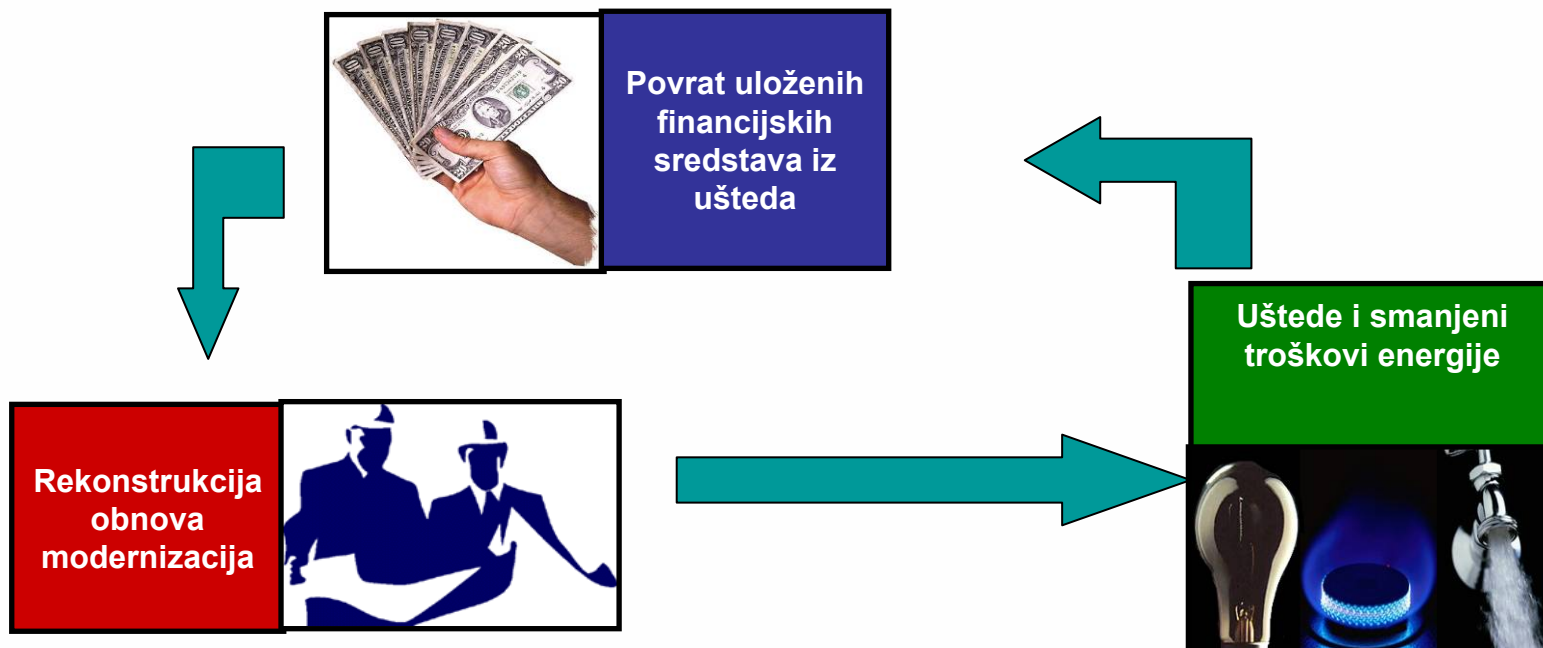 Povrat uloženih
financijskih
sredstava iz
ušteda
Uštede i smanjeni
troškovi energije
Rekonstrukcija
obnova
modernizacija